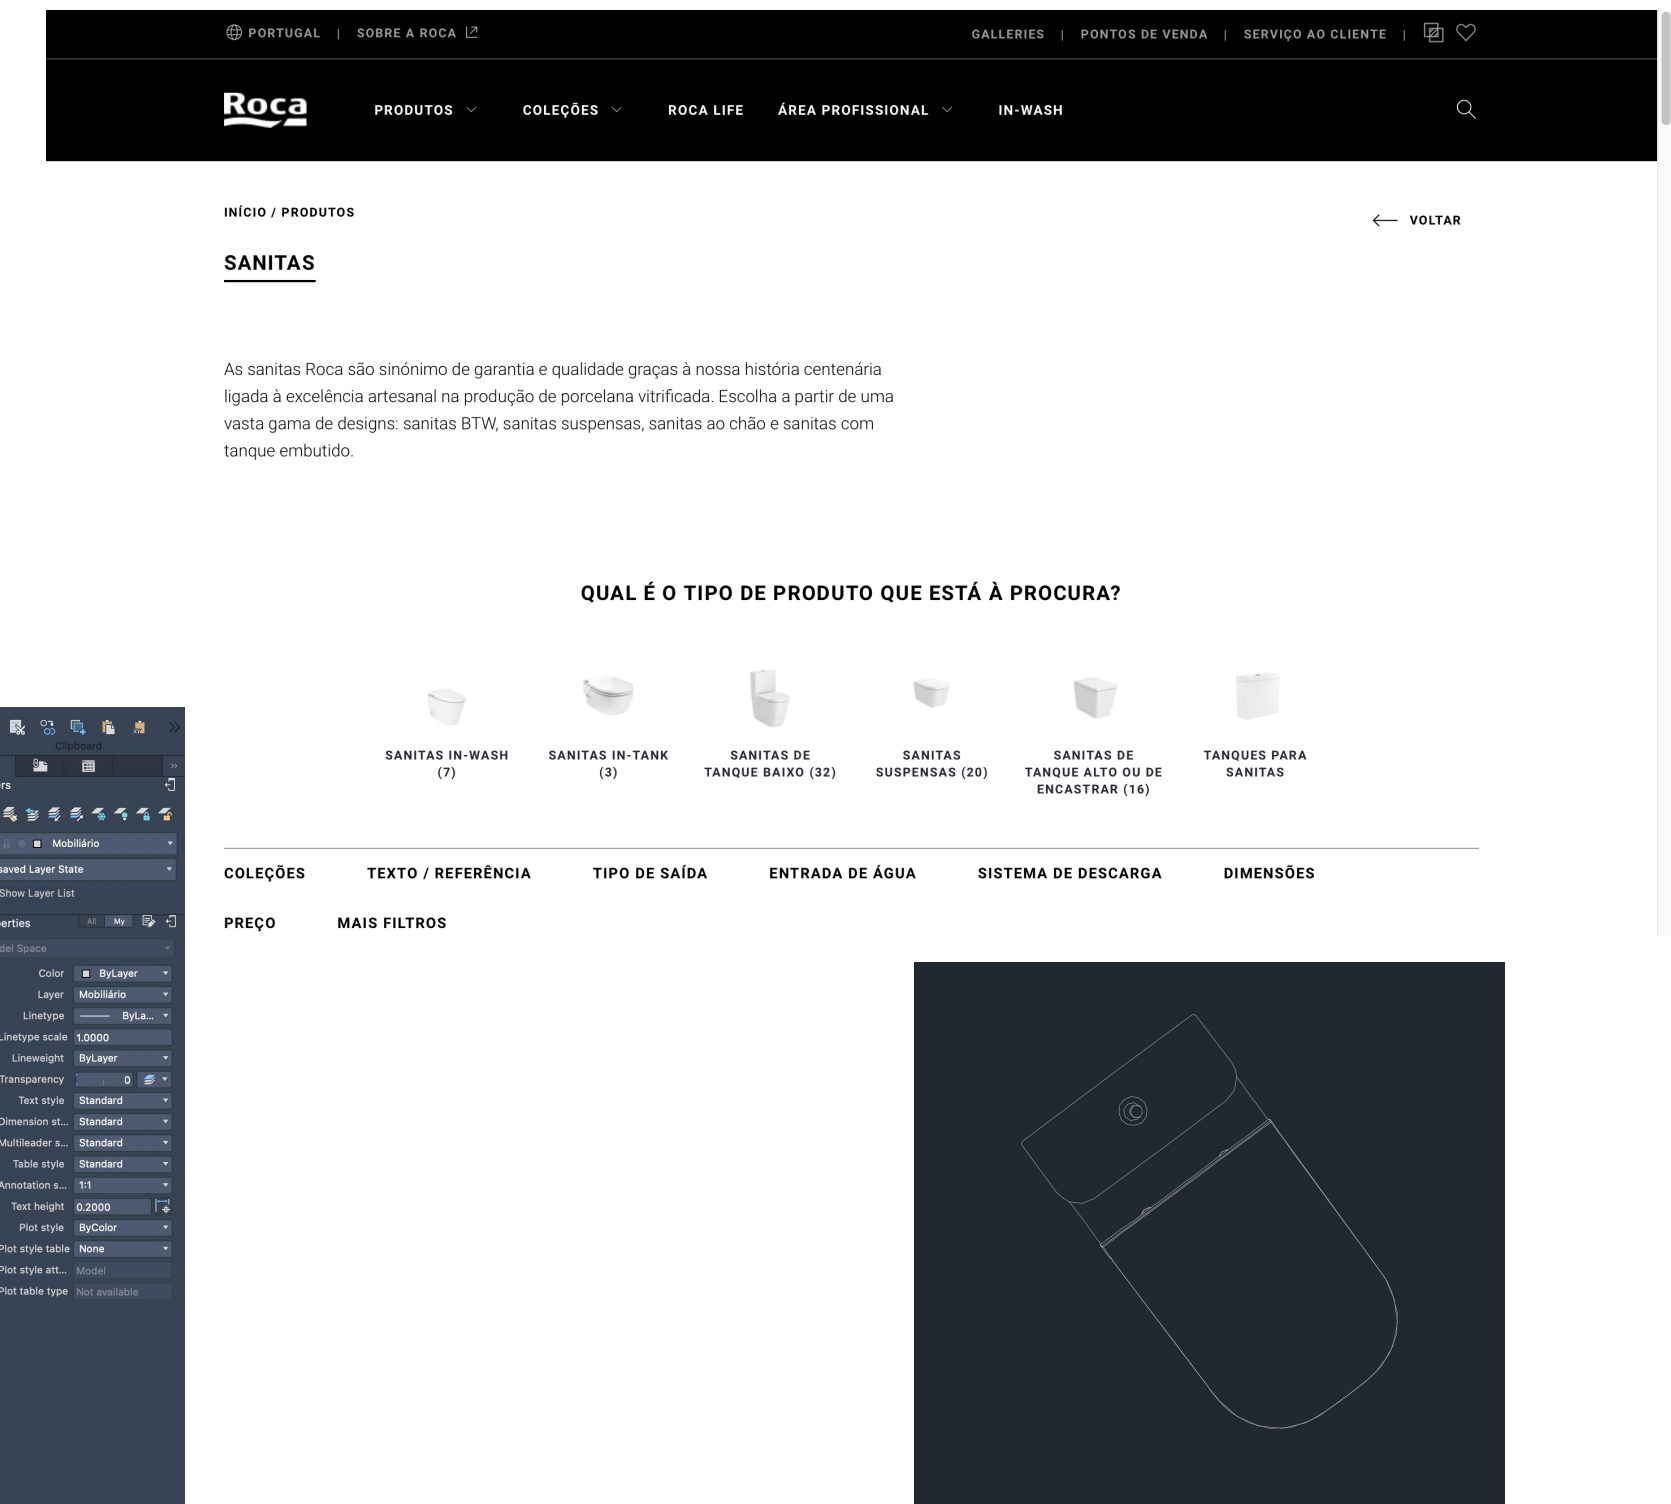 PORTUGAL | SOBRE A ROCA
GALLERIES | PONTOS DE VENDA | SERVIÇO AO CLIENTE |
Roca
PRODUTOS COLEÇÕES ROCA LIFE ÁREA PROFISSIONAL IN-WASH
INÍCIO / PRODUTOS
VOLTAR
SANITAS
As sanitas Roca são sinónimo de garantia e qualidade graças à nossa história centenária
ligada à excelência artesanal na produção de porcelana vitrificada. Escolha a partir de uma
vasta gama de designs: sanitas BTW, sanitas suspensas, sanitas ao chão e sanitas com
tanque embutido.
QUAL É O TIPO DE PRODUTO QUE ESTÁ À PROCURA?
SANITAS IN-WASH
(7)
SANITAS IN-TANK
(3)
SANITAS DE
TANQUE BAIXO (32)
SANITAS
SUSPENSAS (20)
SANITAS DE
TANQUE ALTO OU DE
ENCASTRAR (16)
TANQUES PARA
SANITAS
COLEÇÕES TEXTO / REFERÊNCIA TIPO DE SAÍDA ENTRADA DE ÁGUA SISTEMA DE DESCARGA DIMENSÕES
PREÇO MAIS FILTROS
Clipboard
ers
Mobiliário
saved Layer State
Show Layer List
perties All My
del Space
Color ByLayer
Layer Mobiliário
Linetype ByLa...
Linetype scale 1.0000
Lineweight ByLayer
Transparency 0
Text style Standard
Dimension st... Standard
Multileader s... Standard
Table style Standard
Annotation s... 1:1
Text height 0.2000
Plot style ByColor
Plot style table None
Plot style att... Model
Plot table type Not available